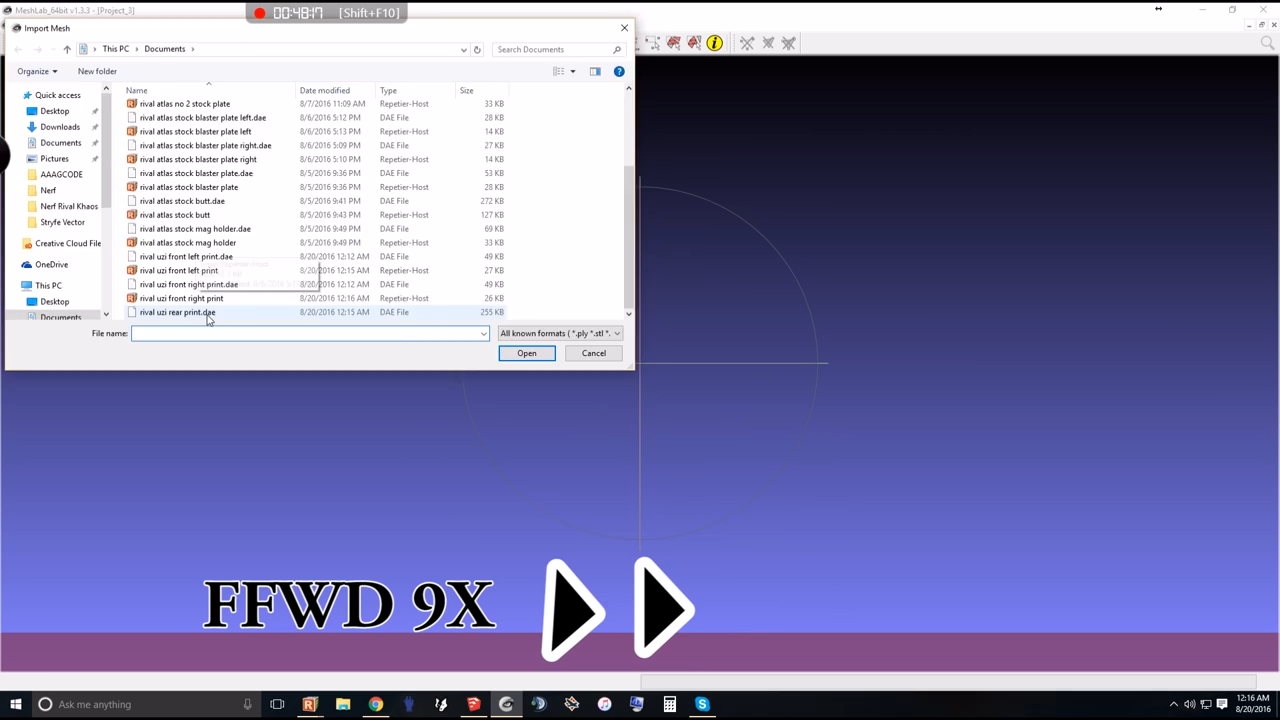 MeshLab_64bit v1.3.3 - [Project_3]
00:48:17 [Shift+F10]
Import Mesh
This PC > Documents >
Search Documents
Organize
New folder
Name Date modified Type Size
Quick access
Desktop
Downloads
Documents
Pictures
AAAGCODE
Nerf
Nerf Rival Khaos
Stryfe Vector
Creative Cloud File
OneDrive
This PC
Desktop
Documents
rival atlas no 2 stock plate 8/7/2016 11:09 AM Repetier-Host 33 KB
rival atlas stock blaster plate left.dae 8/6/2016 5:12 PM DAE File 28 KB
rival atlas stock blaster plate left 8/6/2016 5:13 PM Repetier-Host 14 KB
rival atlas stock blaster plate right.dae 8/6/2016 5:09 PM DAE File 27 KB
rival atlas stock blaster plate right 8/6/2016 5:10 PM Repetier-Host 14 KB
rival atlas stock blaster plate.dae 8/5/2016 9:36 PM DAE File 53 KB
rival atlas stock blaster plate 8/5/2016 9:36 PM Repetier-Host 28 KB
rival atlas stock butt.dae 8/5/2016 9:41 PM DAE File 272 KB
rival atlas stock butt 8/5/2016 9:43 PM Repetier-Host 127 KB
rival atlas stock mag holder.dae 8/5/2016 9:49 PM DAE File 69 KB
rival atlas stock mag holder 8/5/2016 9:49 PM Repetier-Host 33 KB
rival uzi front left print.dae 8/20/2016 12:12 AM DAE File 49 KB
rival uzi front left print 8/20/2016 12:15 AM Repetier-Host 27 KB
rival uzi front right print.dae 8/20/2016 12:12 AM DAE File 49 KB
rival uzi front right print 8/20/2016 12:16 AM Repetier-Host 26 KB
rival uzi rear print.dae 8/20/2016 12:15 AM DAE File 255 KB
File name:
All known formats ( *.ply *.stl *.
Open
Cancel
FFWD 9X
Ask me anything
12:16 AM
8/20/2016